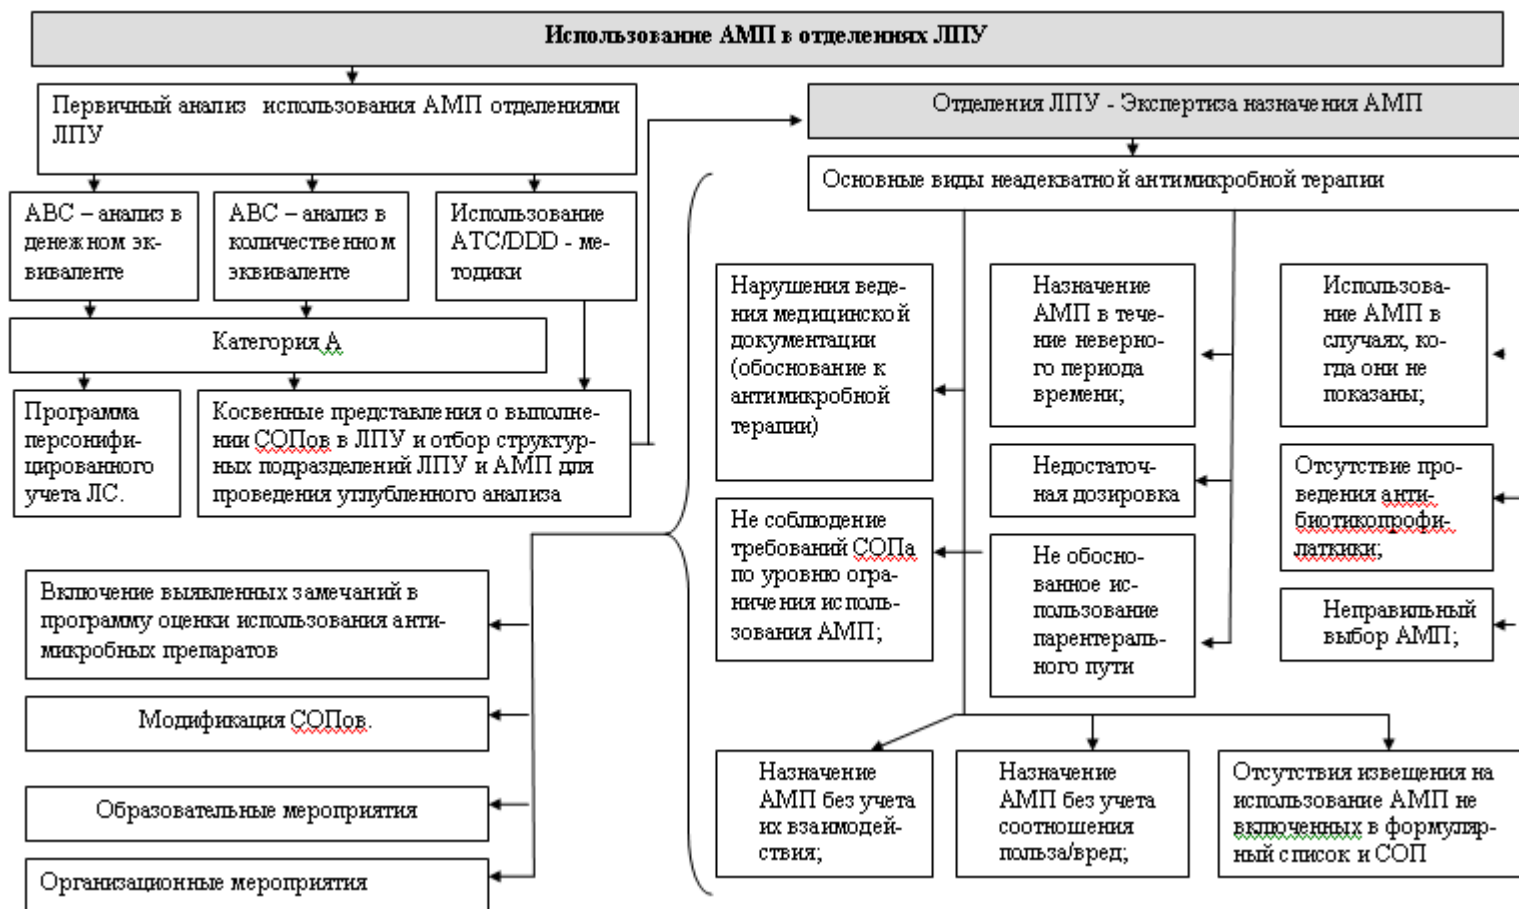 Использование АМП в отделениях ЛПУ
Первичный анализ использования АМП отделениями
ЛПУ
Отделения ЛПУ - Экспертиза назначения АМП
Основные виды неадекватной антимикробной терапии
АВС – анализ в
денежном эк-
виваленте
АВС – анализ в
количественном
эквиваленте
Использование
АТС/DDD - ме-
тодики
Категория А
Программа
персонифи-
цированного
учета ЛС.
Косвенные представления о выполне-
нии СОПов в ЛПУ и отбор структур-
ных подразделений ЛПУ и АМП для
проведения углубленного анализа
Нарушения веде-
ния медицинской
документации
(обоснование к
антимикробной
терапии)
Назначение
АМП в тече-
ние неверно-
го периода
времени;
Использова-
ние АМП в
случаях, ко-
гда они не
показаны;
Недостаточ-
ная дозировка
Отсутствие про-
ведения анти-
биотикопрофи-
латкики;
Не соблюдение
требований СОПа
по уровню огра-
ничения исполь-
зования АМП;
Не обосно-
ванное ис-
пользование
парентераль-
ного пути
Неправильный
выбор АМП;
Включение выявленных замечаний в
программу оценки использования анти-
микробных препаратов
Модификация СОПов.
Образовательные мероприятия
Организационные мероприятия
Назначение
АМП без учета
их взаимодей-
ствия;
Назначение
АМП без учета
соотношения
польза/вред;
Отсутствия извещения на
использование АМП не
включенных в формуляр-
ный список и СОП